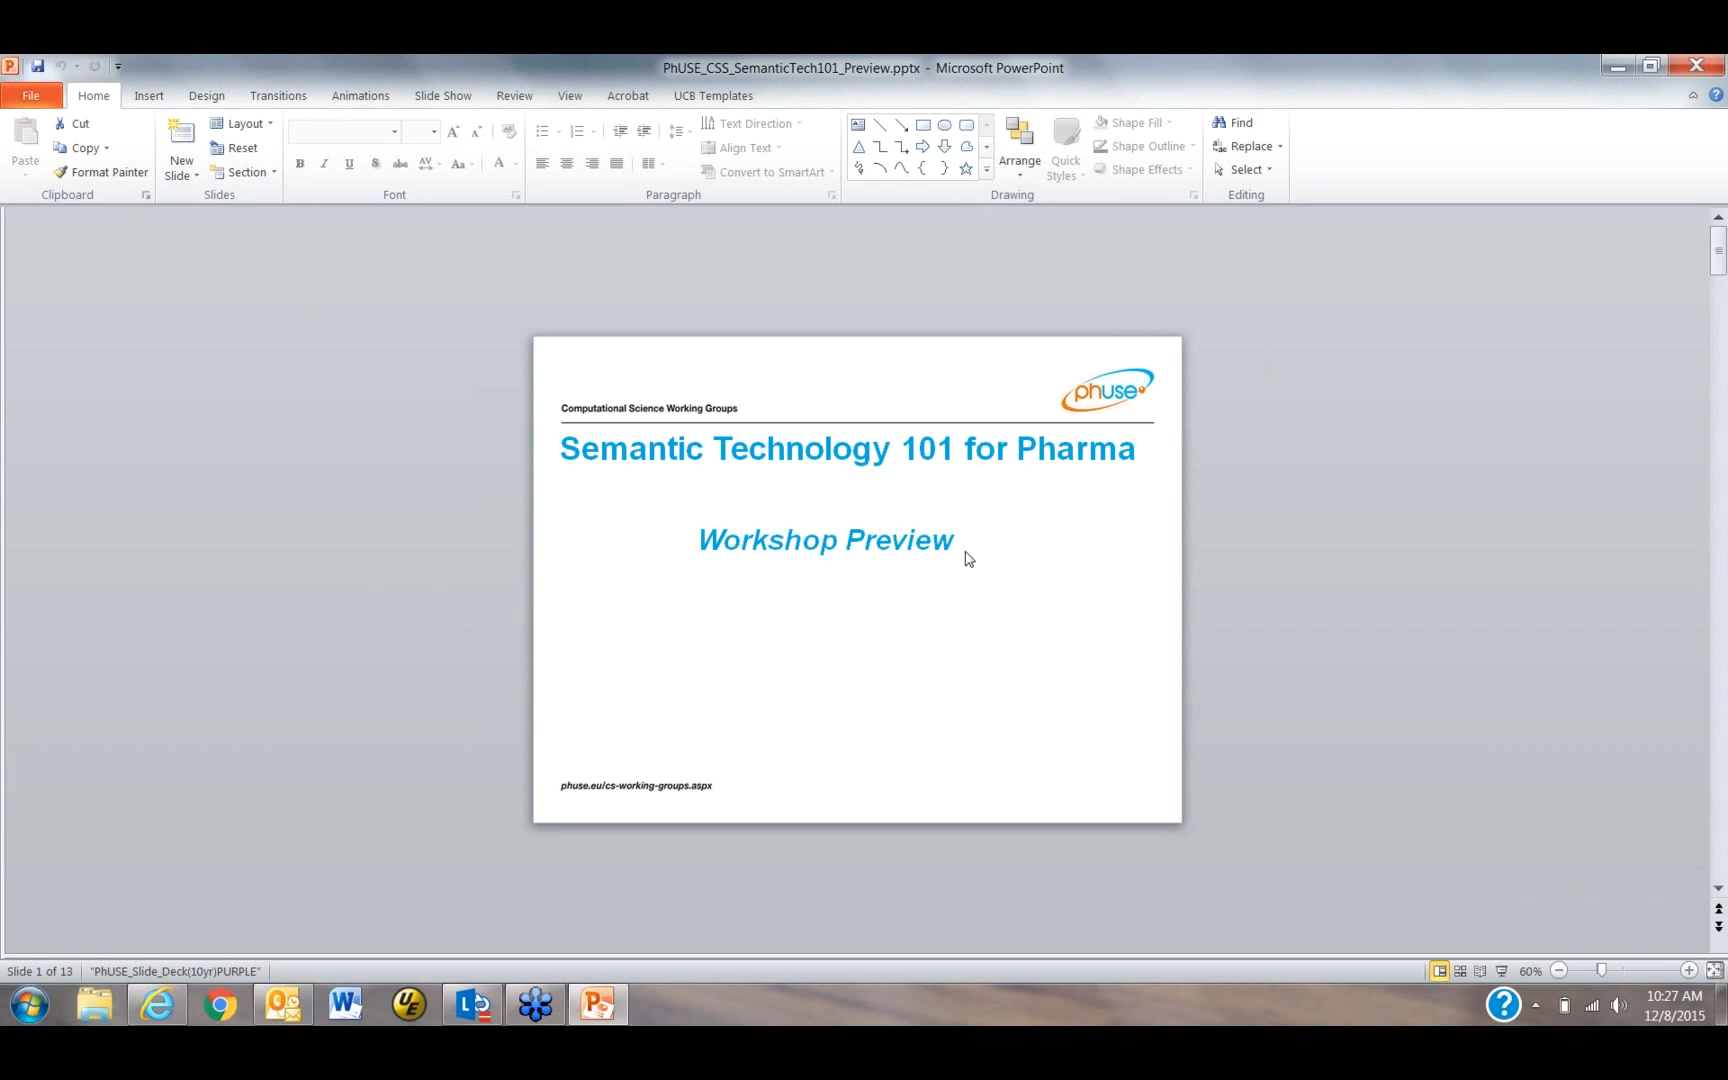 PhUSE_CSS_SemanticTech101_Preview.pptx - Microsoft PowerPoint
File Home Insert Design Transitions Animations Slide Show Review View Acrobat UCB Templates
Paste
Cut
Copy
Format Painter
Clipboard
New
Slide
Layout
Reset
Section
Slides
B I U S abc AV Aa A
Font
Text Direction
Align Text
Convert to SmartArt
Paragraph
Arrange
Quick
Styles
Shape Fill
Shape Outline
Shape Effects
Drawing
Find
Replace
Select
Editing
phuse
Computational Science Working Groups
Semantic Technology 101 for Pharma
Workshop Preview
phuse.eu/cs-working-groups.aspx
Slide 1 of 13 "PhUSE_Slide_Deck(10yr)PURPLE" 60%
10:27 AM
12/8/2015